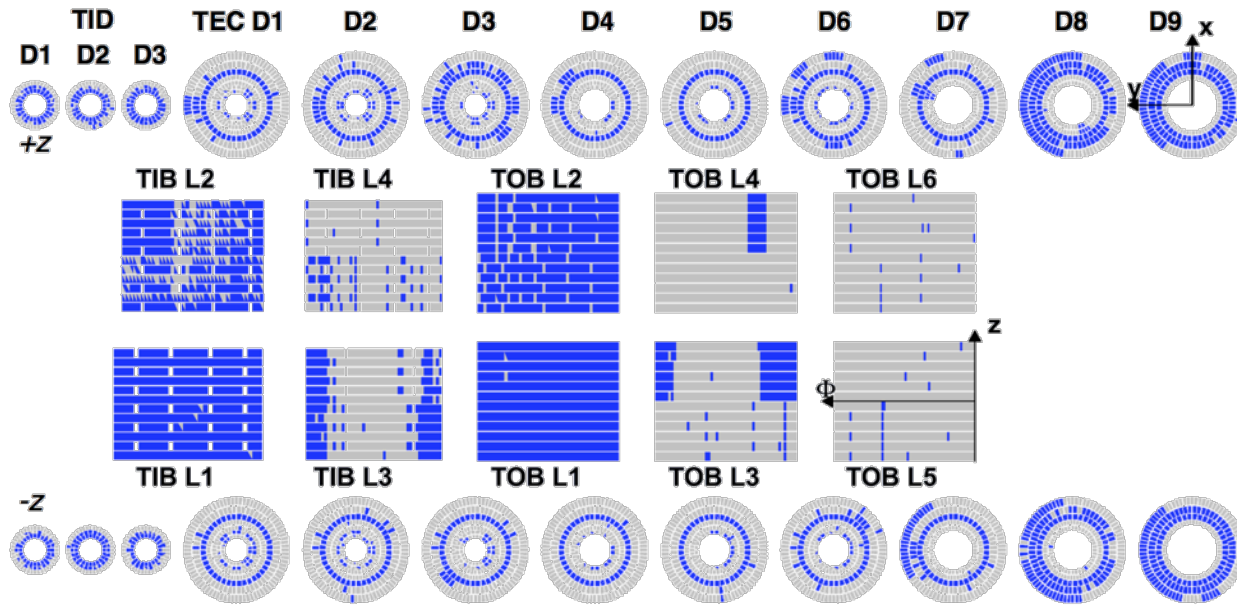 TID TEC D1 D2 D3 D4 D5 D6 D7 D8 D9
D1 D2 D3
x
y
+z
TIB L2 TIB L4 TOB L2 TOB L4 TOB L6
z
Φ
TIB L1 TIB L3 TOB L1 TOB L3 TOB L5
-z